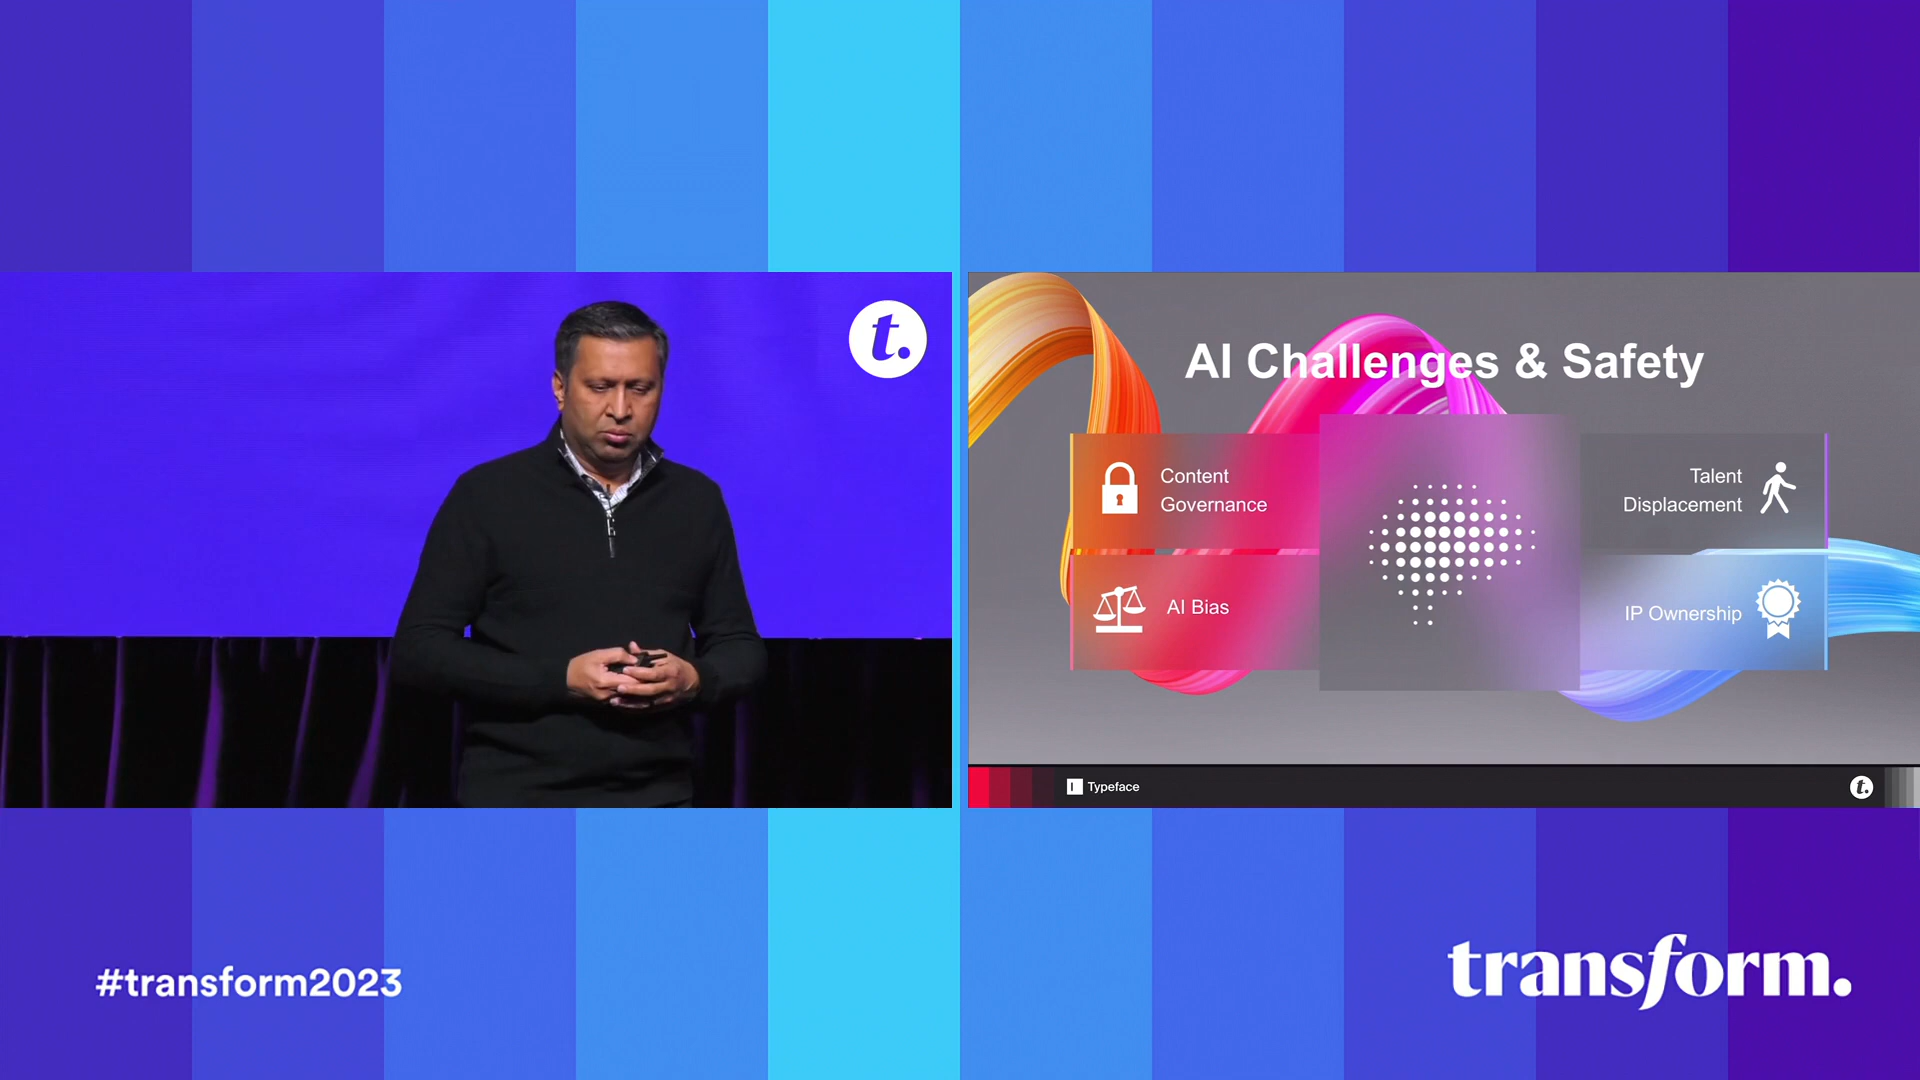 t.
AI Challenges & Safety
Content
Governance
Talent
Displacement
AI Bias
IP Ownership
Typeface
t.
#transform2023
transform.